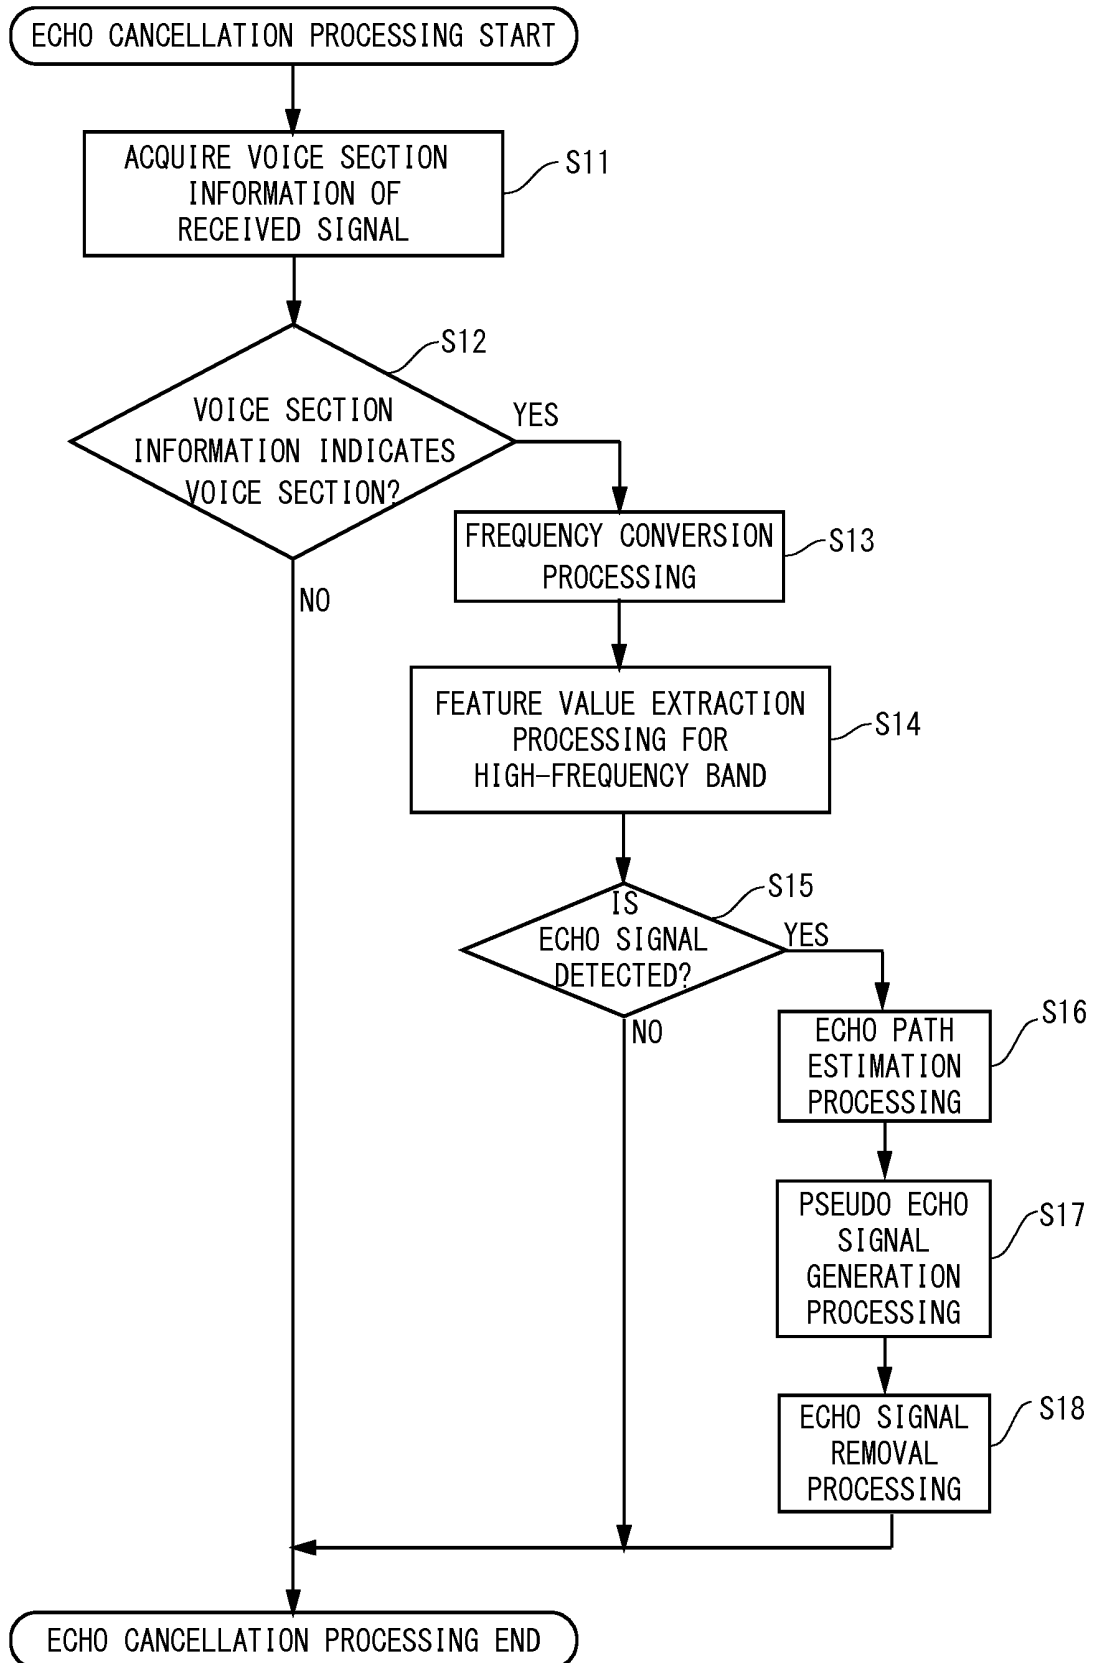 ECHO CANCELLATION PROCESSING START
ACQUIRE VOICE SECTION
INFORMATION OF
RECEIVED SIGNAL
S11
S12
VOICE SECTION
INFORMATION INDICATES
VOICE SECTION?
YES
NO
FREQUENCY CONVERSION
PROCESSING
S13
FEATURE VALUE EXTRACTION
PROCESSING FOR
HIGH-FREQUENCY BAND
S14
S15
IS
ECHO SIGNAL
DETECTED?
YES
NO
ECHO PATH
ESTIMATION
PROCESSING
S16
PSEUDO ECHO
SIGNAL
GENERATION
PROCESSING
S17
ECHO SIGNAL
REMOVAL
PROCESSING
S18
ECHO CANCELLATION PROCESSING END